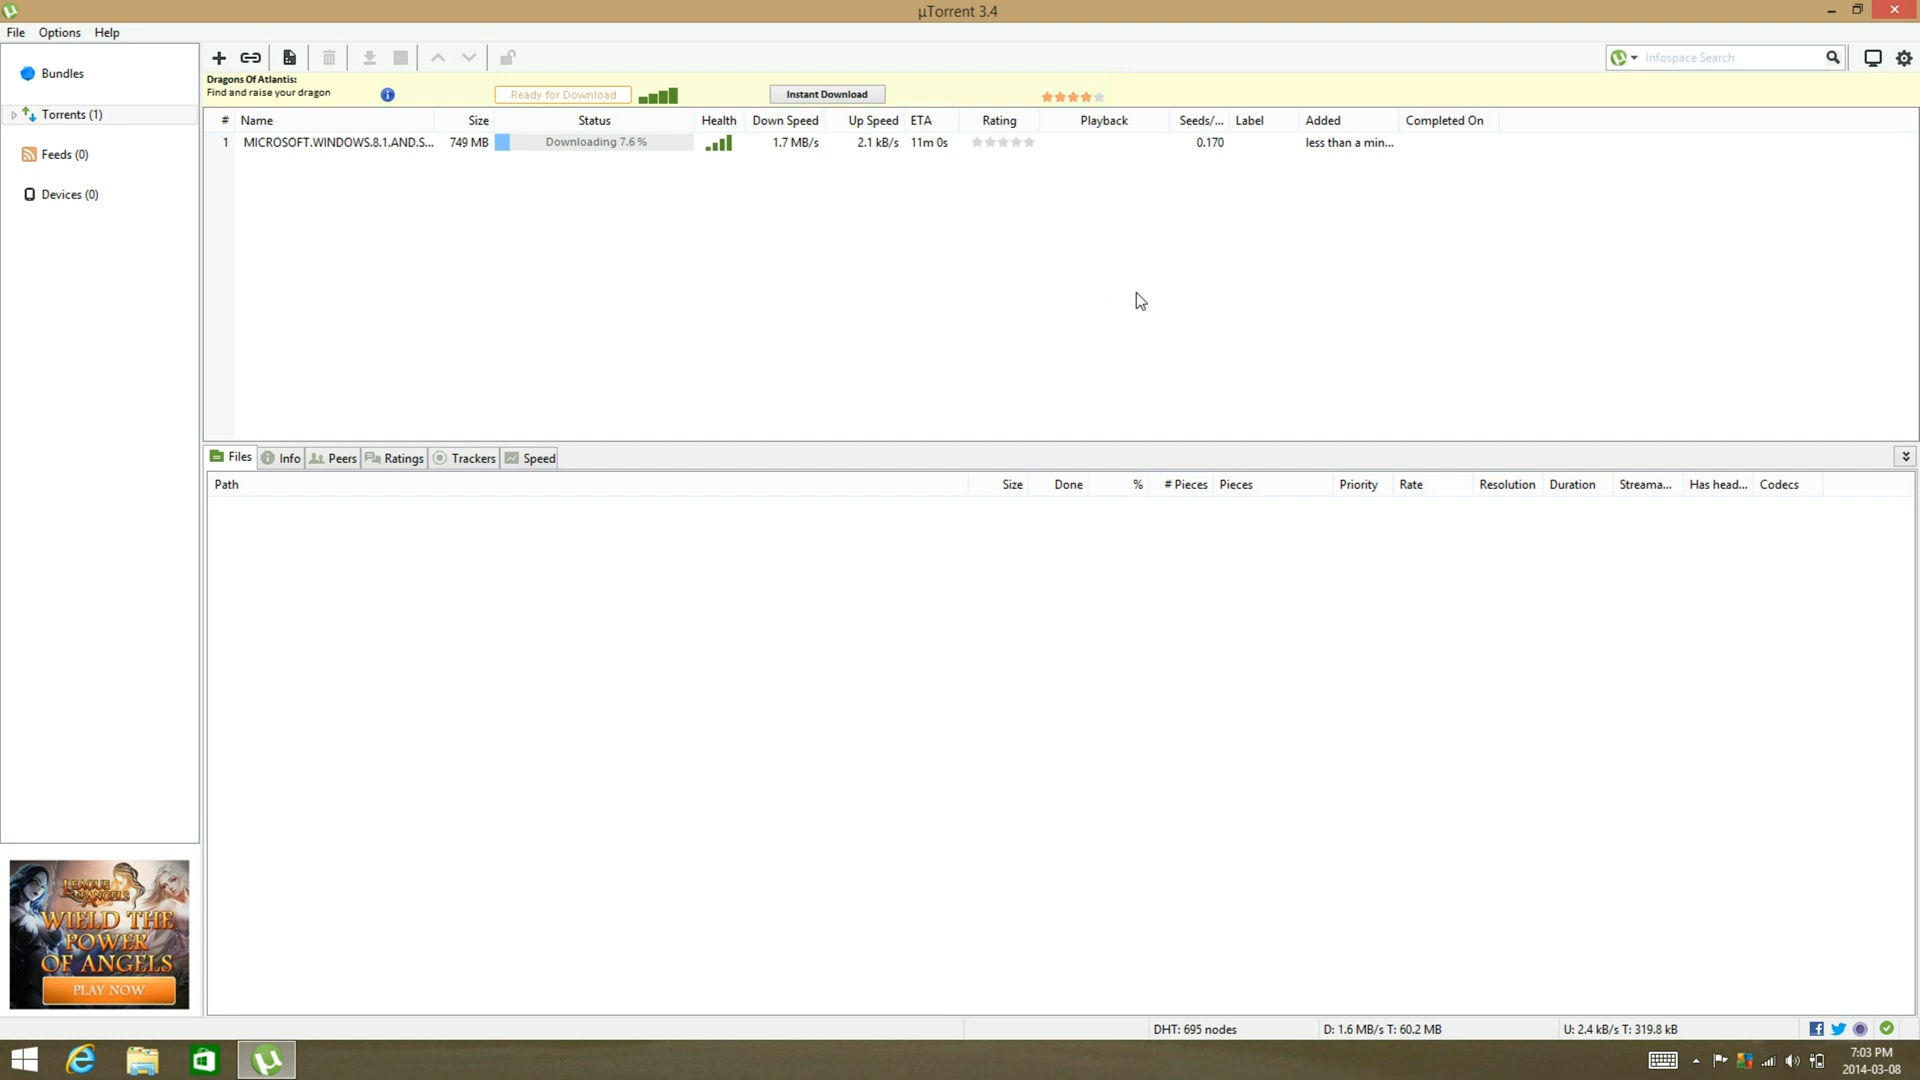 µTorrent 3.4
File Options Help
Bundles
Torrents (1)
Feeds (0)
Devices (0)
Infospace Search
Dragons Of Atlantis:
Find and raise your dragon
Ready for Download
Instant Download
# Name Size Status Health Down Speed Up Speed ETA Rating Playback Seeds/... Label Added Completed On
1 MICROSOFT.WINDOWS.8.1.AND.S... 749 MB Downloading 7.6 % 1.7 MB/s 2.1 kB/s 11m 0s 0.170 less than a min...
Files Info Peers Ratings Trackers Speed
Path Size Done % # Pieces Pieces Priority Rate Resolution Duration Streama... Has head... Codecs
LEAGUE
OF ANGELS
WIELD THE
POWER
OF ANGELS
PLAY NOW
DHT: 695 nodes D: 1.6 MB/s T: 60.2 MB U: 2.4 kB/s T: 319.8 kB
7:03 PM
2014-03-08